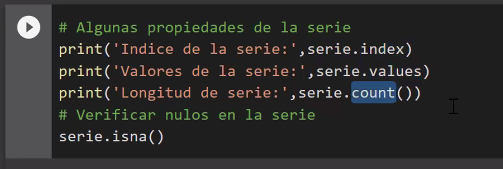 # Algunas propiedades de la serie
print('Indice de la serie:',serie.index)
print('Valores de la serie:',serie.values)
print('Longitud de serie:',serie.count())
# Verificar nulos en la serie
serie.isna()